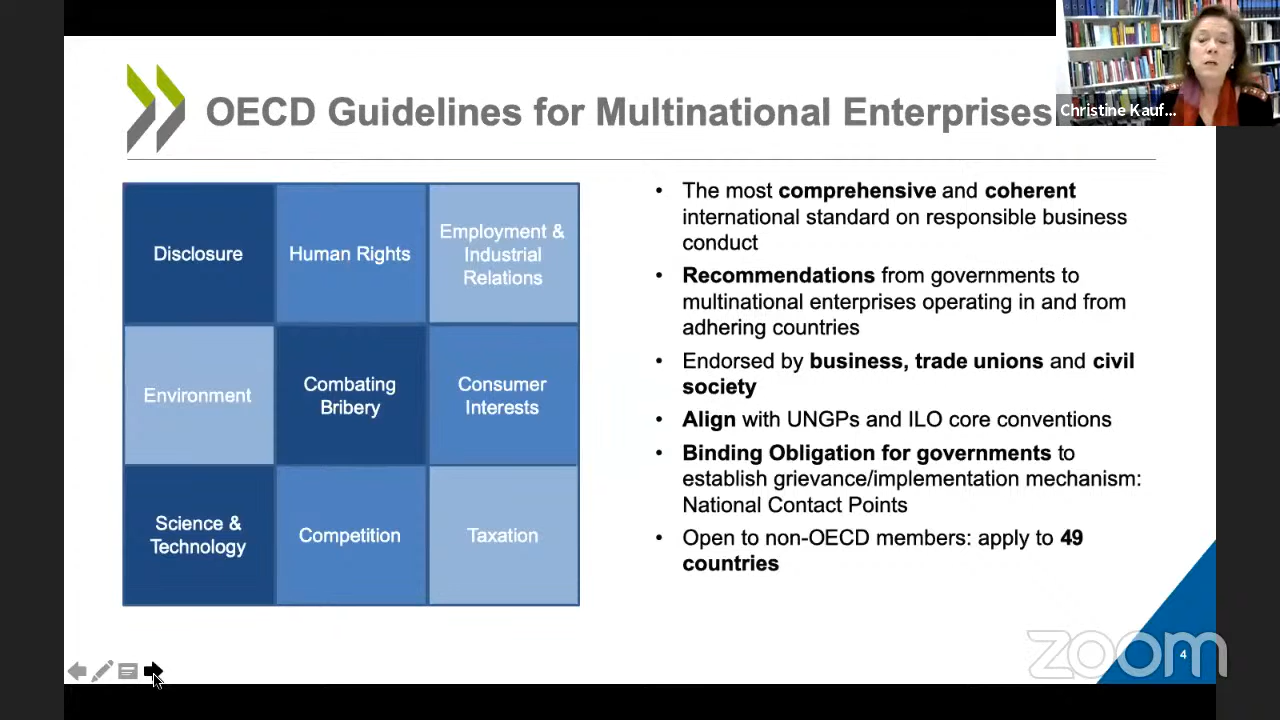 OECD Guidelines for Multinational Enterprises
Christine Kauf...
Disclosure
Human Rights
Employment &
Industrial
Relations
Environment
Combating
Bribery
Consumer
Interests
Science &
Technology
Competition
Taxation
• The most comprehensive and coherent
international standard on responsible business
conduct
• Recommendations from governments to
multinational enterprises operating in and from
adhering countries
• Endorsed by business, trade unions and civil
society
• Align with UNGPs and ILO core conventions
• Binding Obligation for governments to
establish grievance/implementation mechanism:
National Contact Points
• Open to non-OECD members: apply to 49
countries
zoom
4